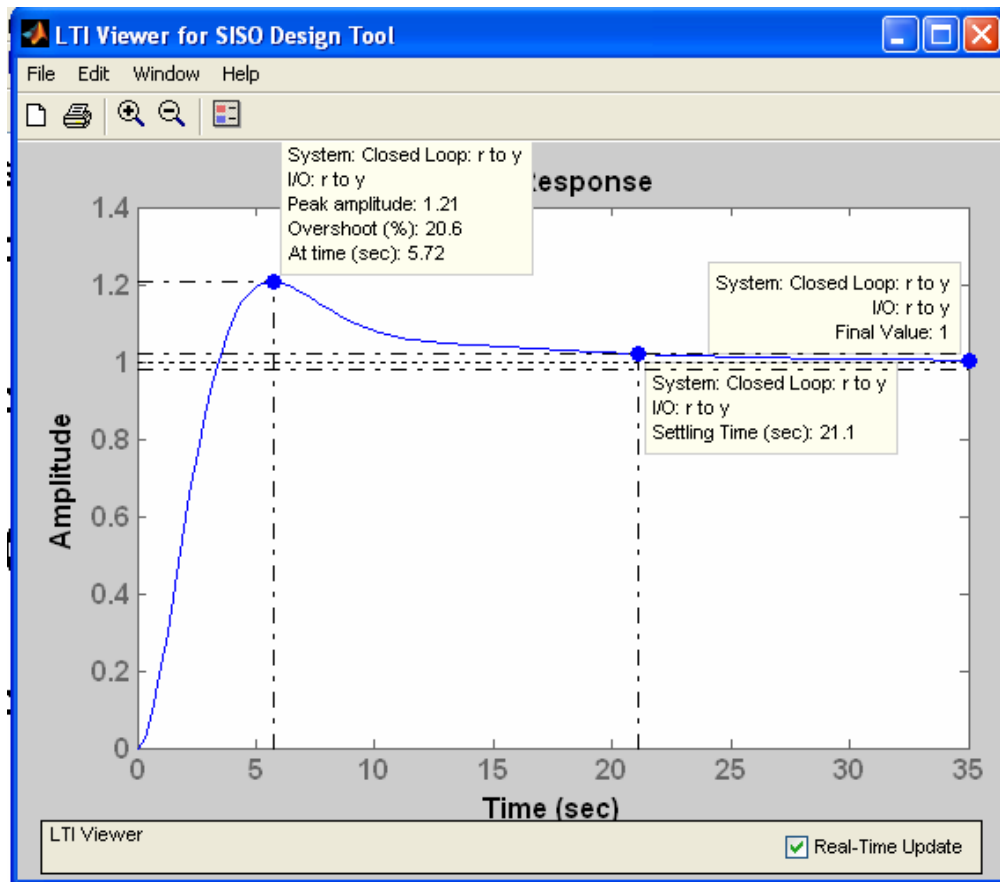 LTI Viewer for SISO Design Tool
File Edit Window Help
System: Closed Loop: r to y
I/O: r to y
Peak amplitude: 1.21
Overshoot (%): 20.6
At time (sec): 5.72
Response
1.4
1.2
1
0.8
0.6
0.4
0.2
0
Amplitude
System: Closed Loop: r to y
I/O: r to y
Final Value: 1
System: Closed Loop: r to y
I/O: r to y
Settling Time (sec): 21.1
0 5 10 15 20 25 30 35
Time (sec)
LTI Viewer
Real-Time Update